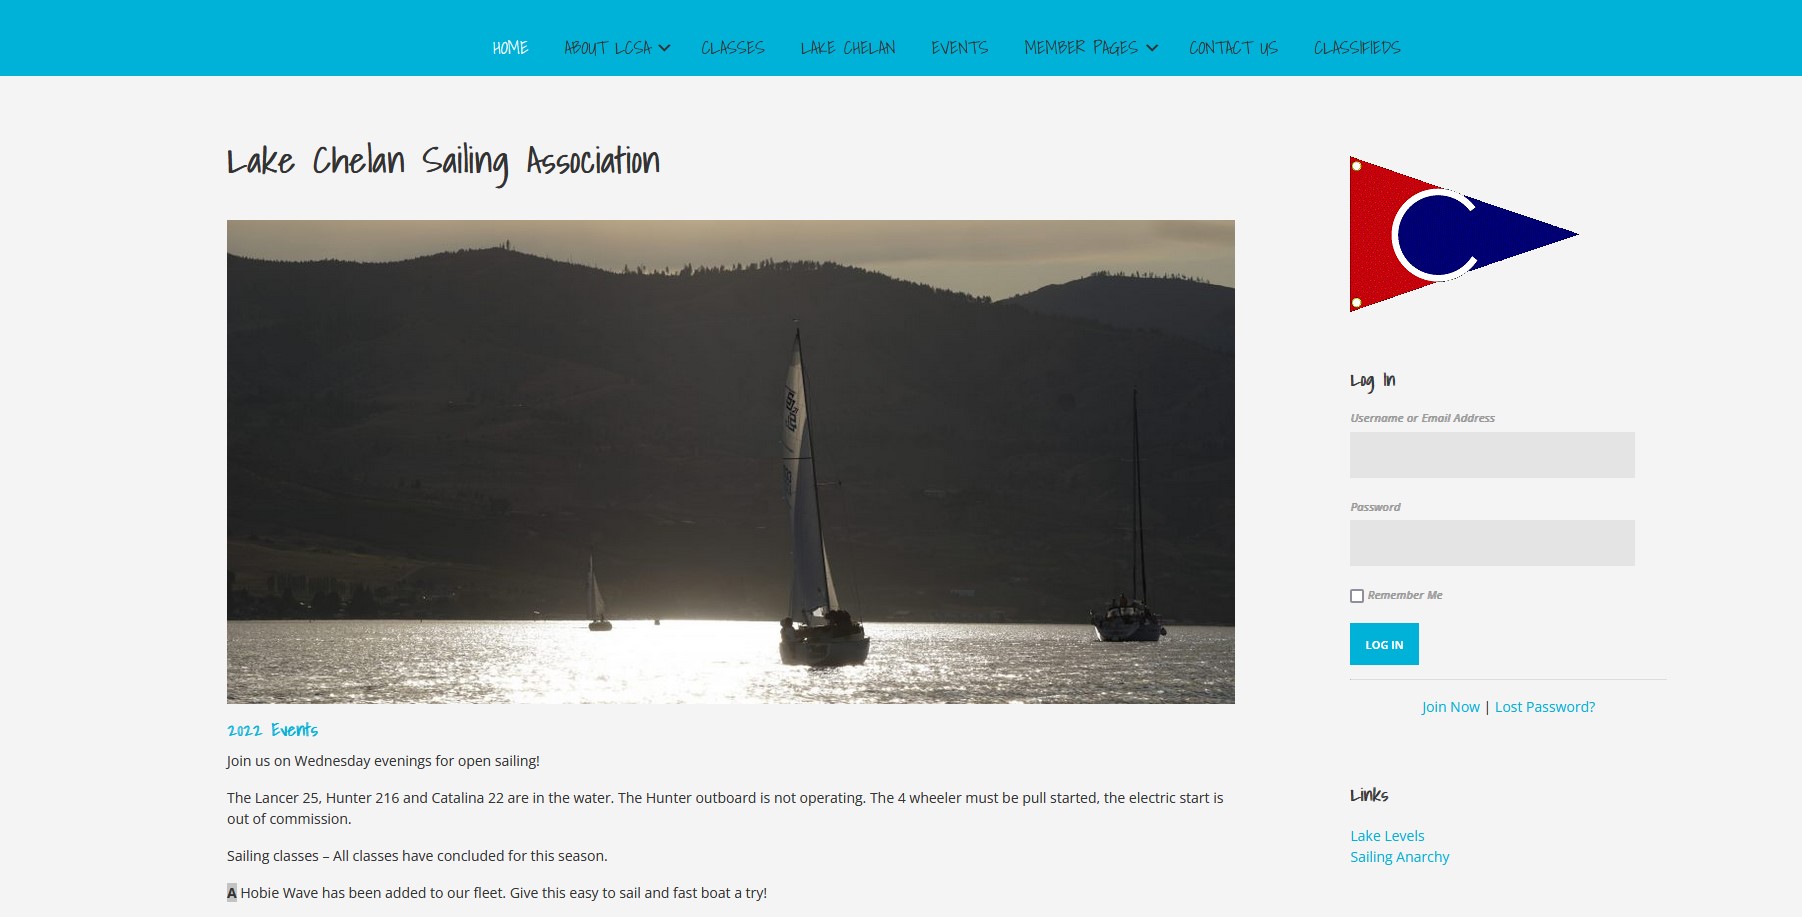 HOME ABOUT LCSA CLASSES LAKE CHELAN EVENTS MEMBER PAGES CONTACT US CLASSIFIEDS
Lake Chelan Sailing Association
2022 Events
Join us on Wednesday evenings for open sailing!
The Lancer 25, Hunter 216 and Catalina 22 are in the water. The Hunter outboard is not operating. The 4 wheeler must be pull started, the electric start is
out of commission.
Sailing classes – All classes have concluded for this season.
A Hobie Wave has been added to our fleet. Give this easy to sail and fast boat a try!
C
Log In
Username or Email Address
Password
Remember Me
LOG IN
Join Now | Lost Password?
Links
Lake Levels
Sailing Anarchy